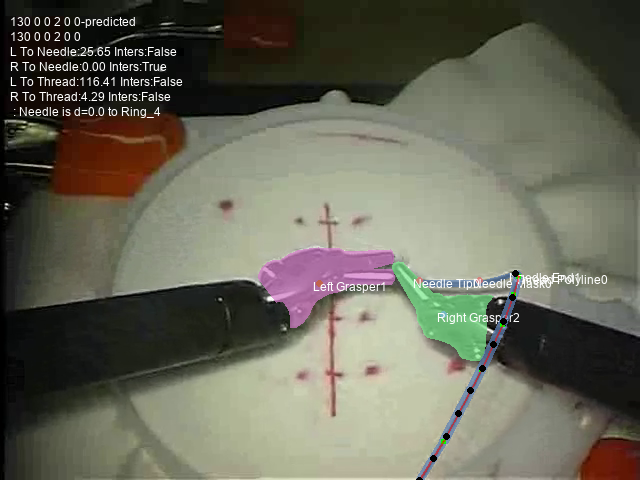 130 0 0 2 0 0-predicted
130 0 0 2 0 0
L To Needle:25.65 Inters:False
R To Needle:0.00 Inters:True
L To Thread:116.41 Inters:False
R To Thread:4.29 Inters:False
: Needle is d=0.0 to Ring_4
Left Grasper1
Needle Tip
Right Grasper2